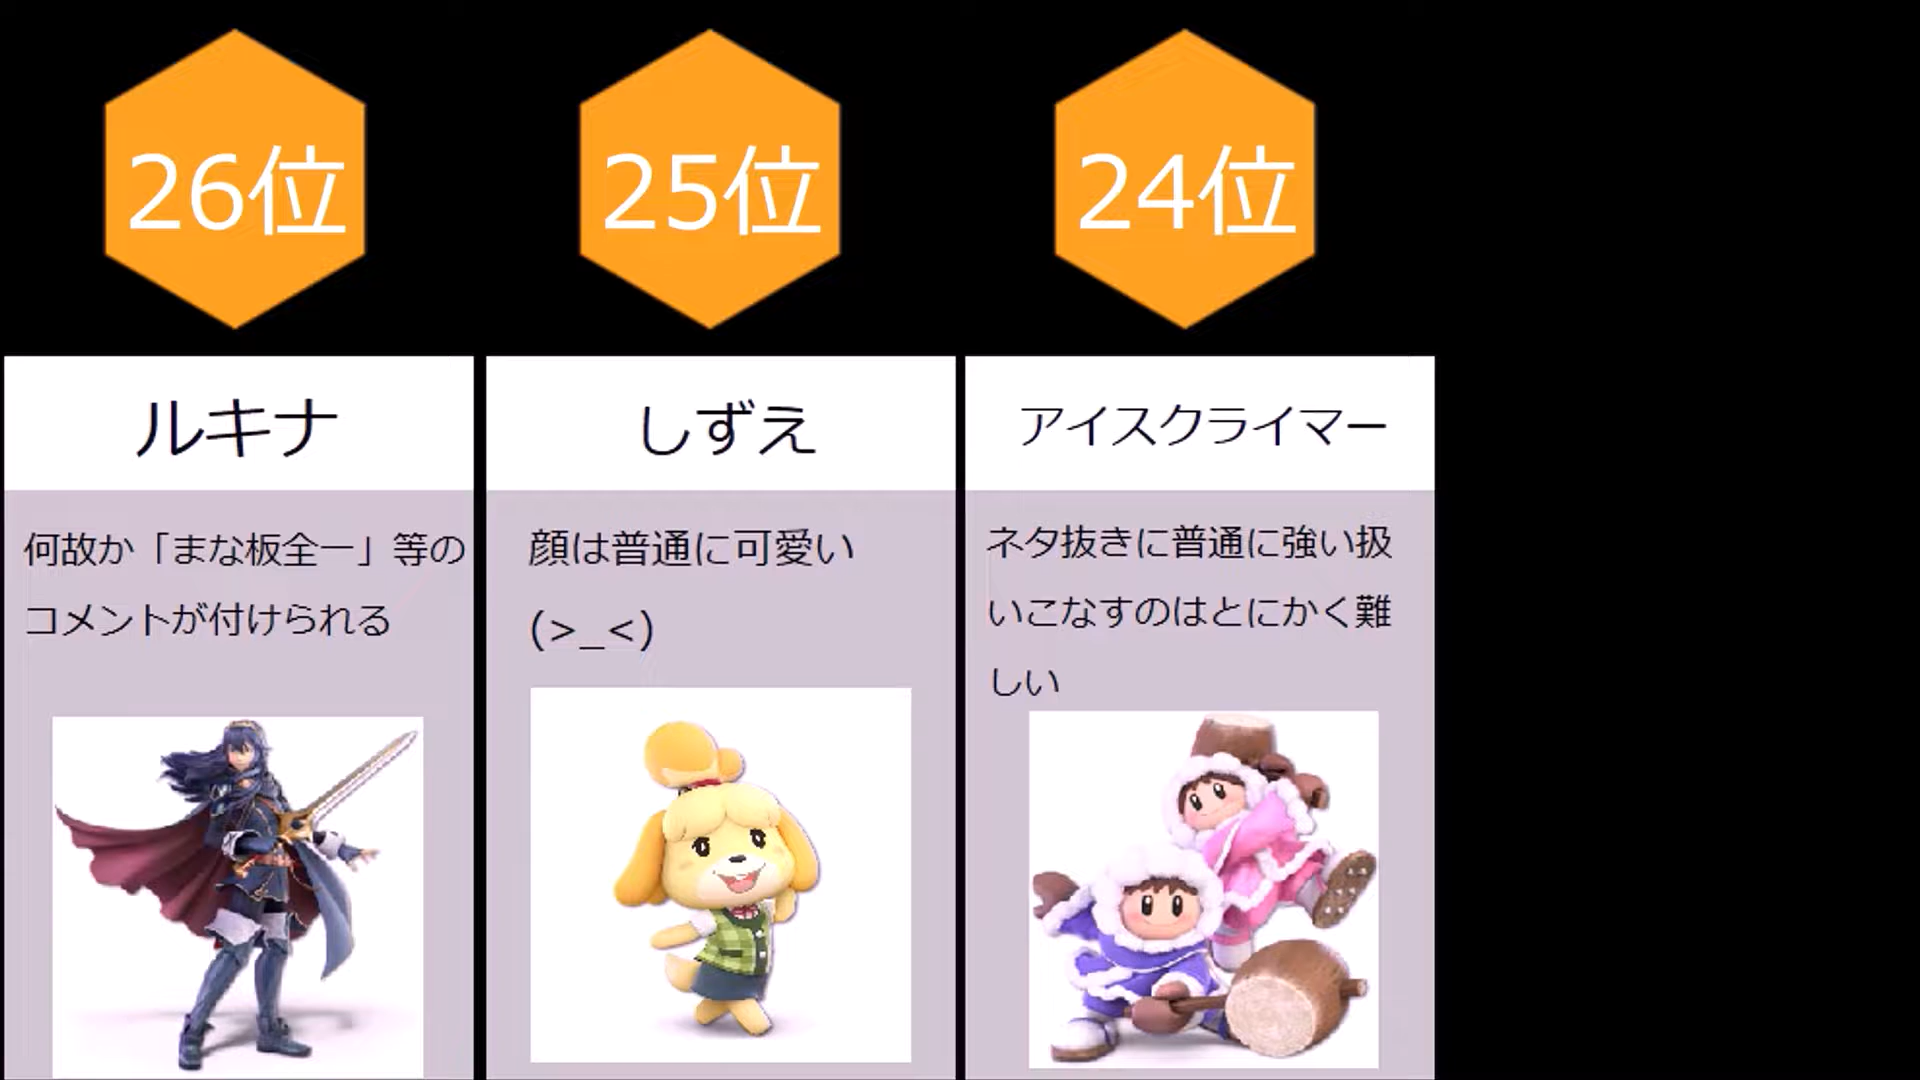 26位
25位
24位
ルキナ
何故か「まな板全一」等の
コメントが付けられる
しずえ
顔は普通に可愛い
(>_<)
アイスクライマー
ネタ抜きに普通に強い扱
いこなすのはとにかく難
しい